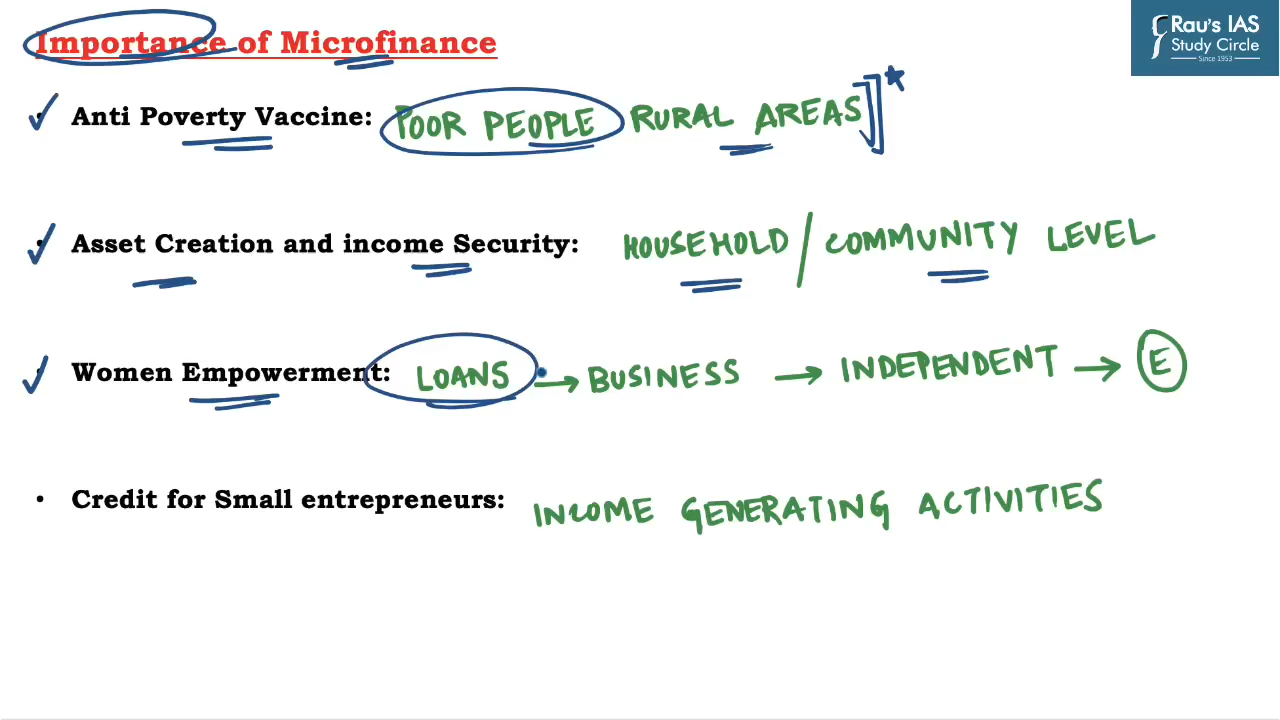 Importance of Microfinance
Rau's IAS
Study Circle
Since 1953
• Anti Poverty Vaccine: POOR PEOPLE RURAL AREAS
• Asset Creation and income Security: HOUSEHOLD / COMMUNITY LEVEL
• Women Empowerment: LOANS → BUSINESS → INDEPENDENT → E
• Credit for Small entrepreneurs: INCOME GENERATING ACTIVITIES